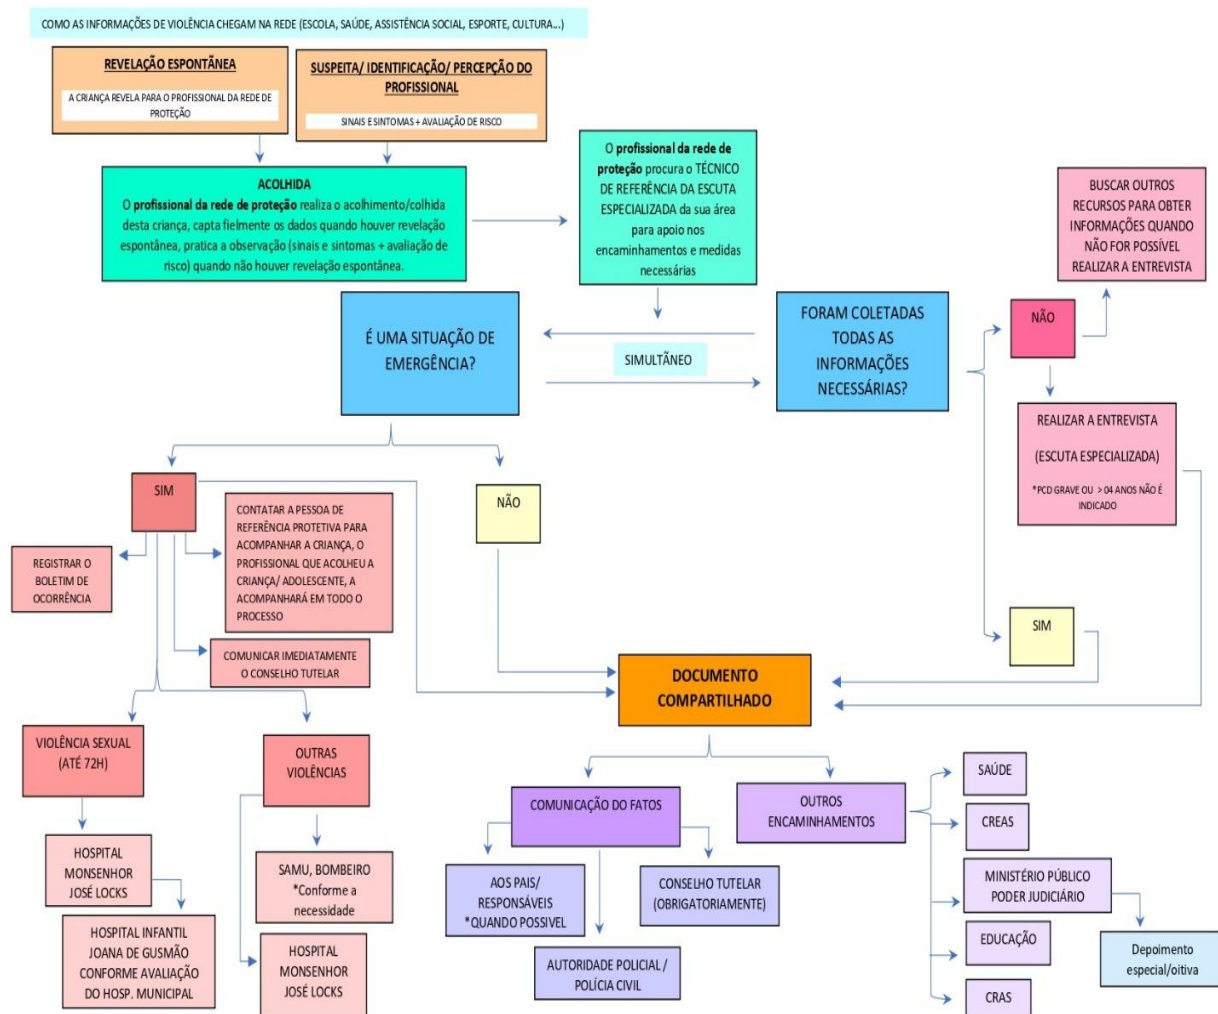 COMO AS INFORMAÇÕES DE VIOLÊNCIA CHEGAM NA REDE (ESCOLA, SAÚDE, ASSISTÊNCIA SOCIAL, ESPORTE, CULTURA...)
REVELAÇÃO ESPONTÂNEA
A CRIANÇA REVELA PARA O PROFISSIONAL DA REDE DE
PROTEÇÃO
SUSPEITA/ IDENTIFICAÇÃO/ PERCEPÇÃO DO
PROFISSIONAL
SINAIS E SINTOMAS + AVALIAÇÃO DE RISCO
ACOLHIDA
O profissional da rede de proteção realiza o acolhimento/colhida
desta criança, capta fielmente os dados quando houver revelação
espontânea, pratica a observação (sinais e sintomas + avaliação de
risco) quando não houver revelação espontânea.
O profissional da rede de
proteção procura o TÉCNICO
DE REFERÊNCIA DA ESCUTA
ESPECIALIZADA da sua área
para apoio nos
encaminhamentos e medidas
necessárias
BUSCAR OUTROS
RECURSOS PARA OBTER
INFORMAÇÕES QUANDO
NÃO FOR POSSÍVEL
REALIZAR A ENTREVISTA
É UMA SITUAÇÃO DE
EMERGÊNCIA?
SIMULTÂNEO
FORAM COLETADAS
TODAS AS
INFORMAÇÕES
NECESSÁRIAS?
NÃO
REALIZAR A ENTREVISTA
(ESCUTA ESPECIALIZADA)
*PCD GRAVE OU > 04 ANOS NÃO É
INDICADO
SIM
NÃO
CONTATAR A PESSOA DE
REFERÊNCIA PROTETIVA PARA
ACOMPANHAR A CRIANÇA, O
PROFISSIONAL QUE ACOLHEU A
CRIANÇA/ ADOLESCENTE, A
ACOMPANHARÁ EM TODO O
PROCESSO
REGISTRAR O
BOLETIM DE
OCORRÊNCIA
COMUNICAR IMEDIATAMENTE
O CONSELHO TUTELAR
SIM
DOCUMENTO
COMPARTILHADO
VIOLÊNCIA SEXUAL
(ATÉ 72H)
OUTRAS
VIOLÊNCIAS
HOSPITAL
MONSENHOR
JOSÉ LOCKS
HOSPITAL INFANTIL
JOANA DE GUSMÃO
CONFORME AVALIAÇÃO
DO HOSP. MUNICIPAL
SAMU, BOMBEIRO
*Conforme a
necessidade
HOSPITAL
MONSENHOR
JOSÉ LOCKS
COMUNICAÇÃO DO FATOS
OUTROS
ENCAMINHAMENTOS
AOS PAIS/
RESPONSÁVEIS
*QUANDO POSSIVEL
CONSELHO TUTELAR
(OBRIGATORIAMENTE)
AUTORIDADE POLICIAL /
POLÍCIA CIVIL
SAÚDE
CREAS
MINISTÉRIO PÚBLICO
PODER JUDICIÁRIO
EDUCAÇÃO
CRAS
Depoimento
especial/oitiva